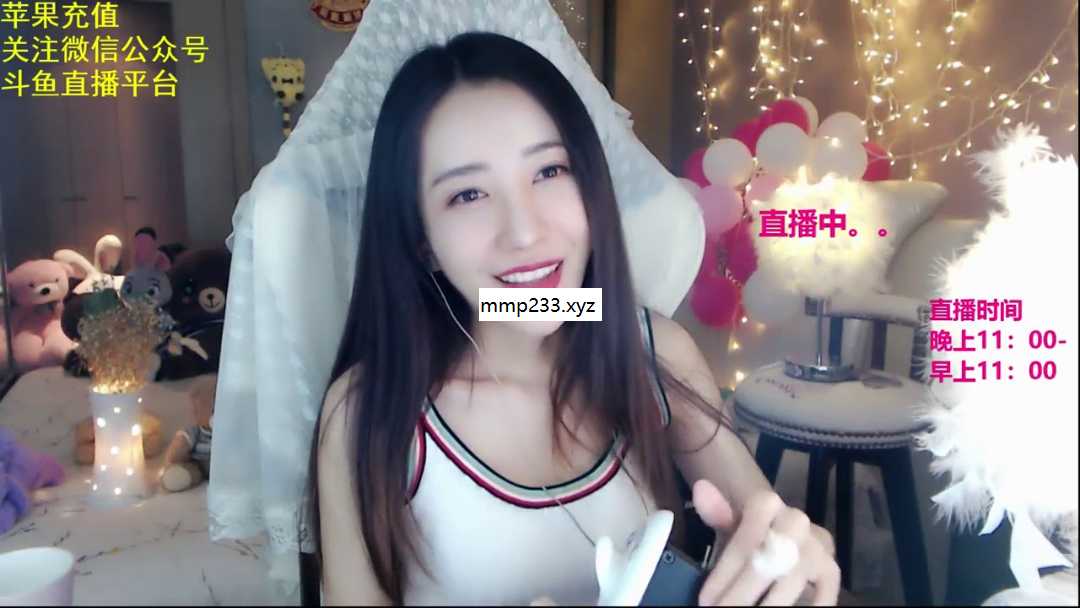 苹果充值
关注微信公众号
斗鱼直播平台
直播中。。
mmp233.xyz
直播时间
晚上11：00-
早上11：00